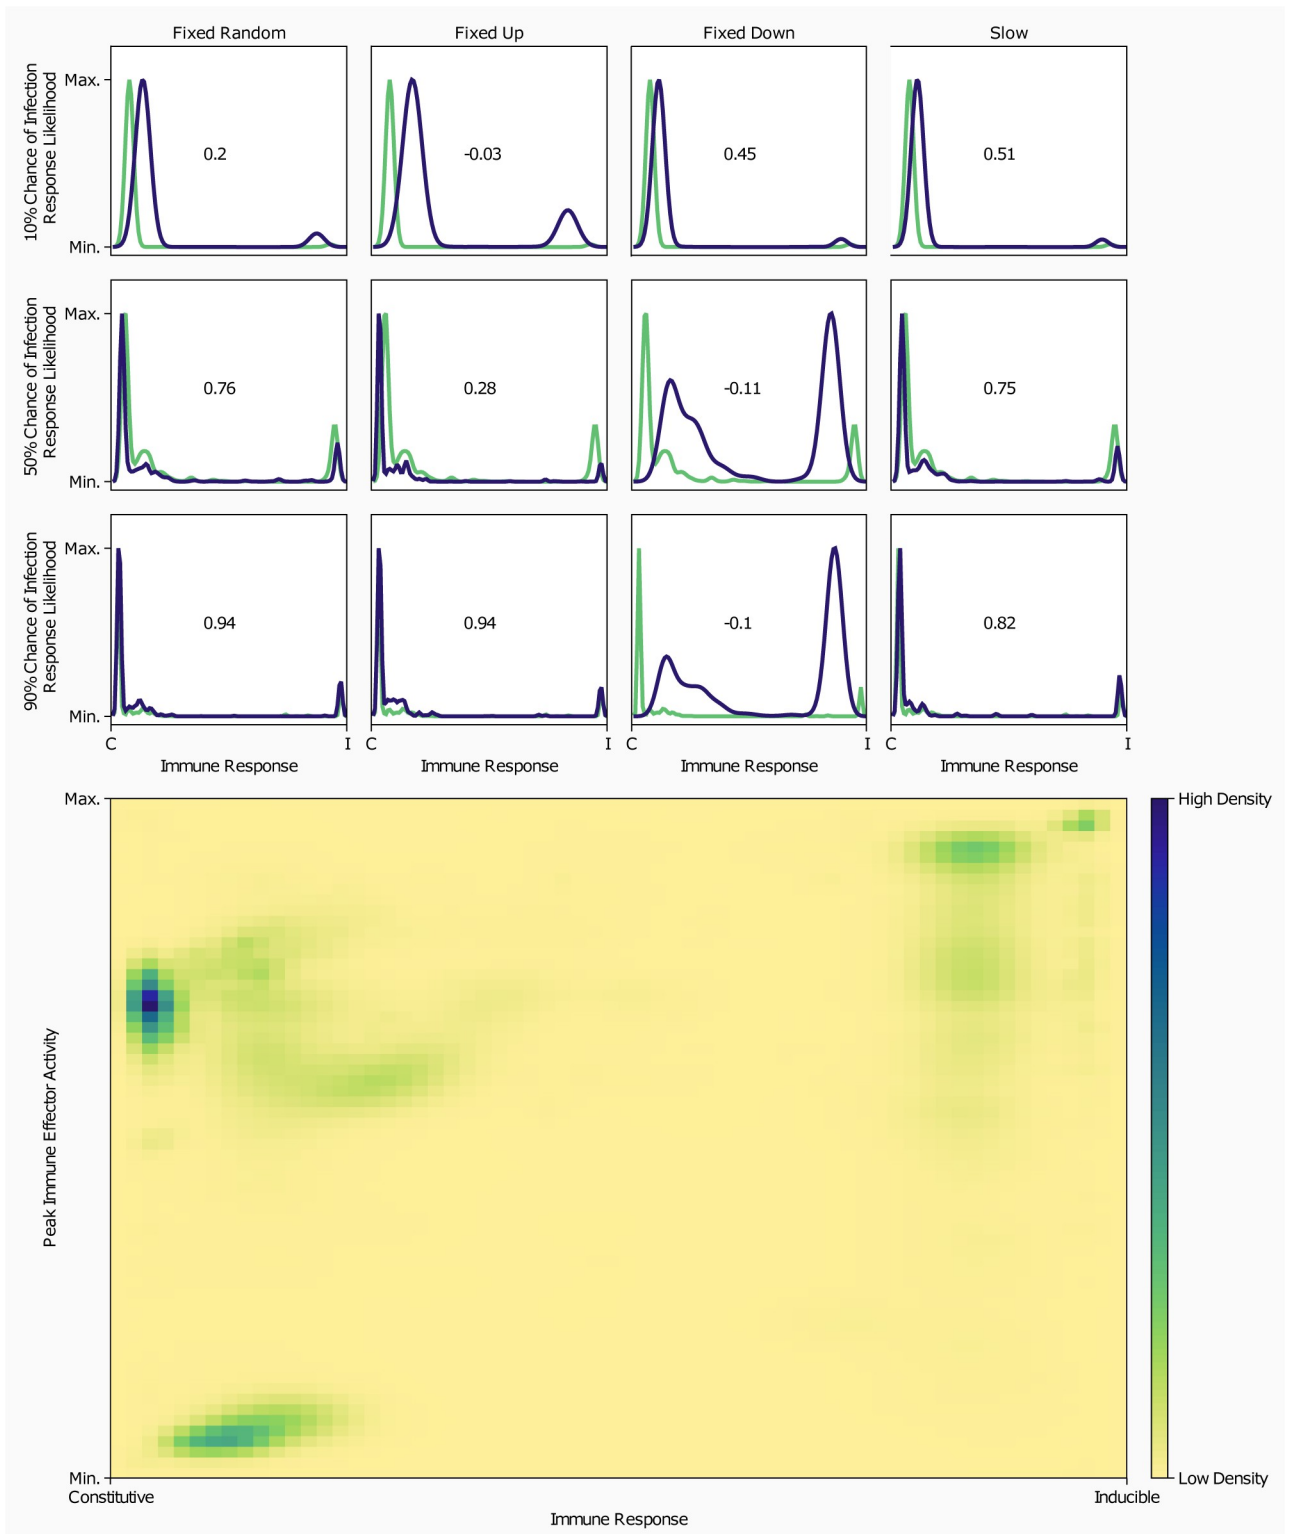 Fixed Random Fixed Up Fixed Down Slow
10% Chance of Infection
Response Likelihood
Max.
0.2 -0.03 0.45 0.51
Min.
50% Chance of Infection
Response Likelihood
Max.
0.76 0.28 -0.11 0.75
Min.
90% Chance of Infection
Response Likelihood
Max.
0.94 0.94 -0.1 0.82
Min.
C I C I C I C I
Immune Response Immune Response Immune Response Immune Response
Max.
High Density
Peak Immune Effector Activity
Min.
Low Density
Constitutive Inducible
Immune Response